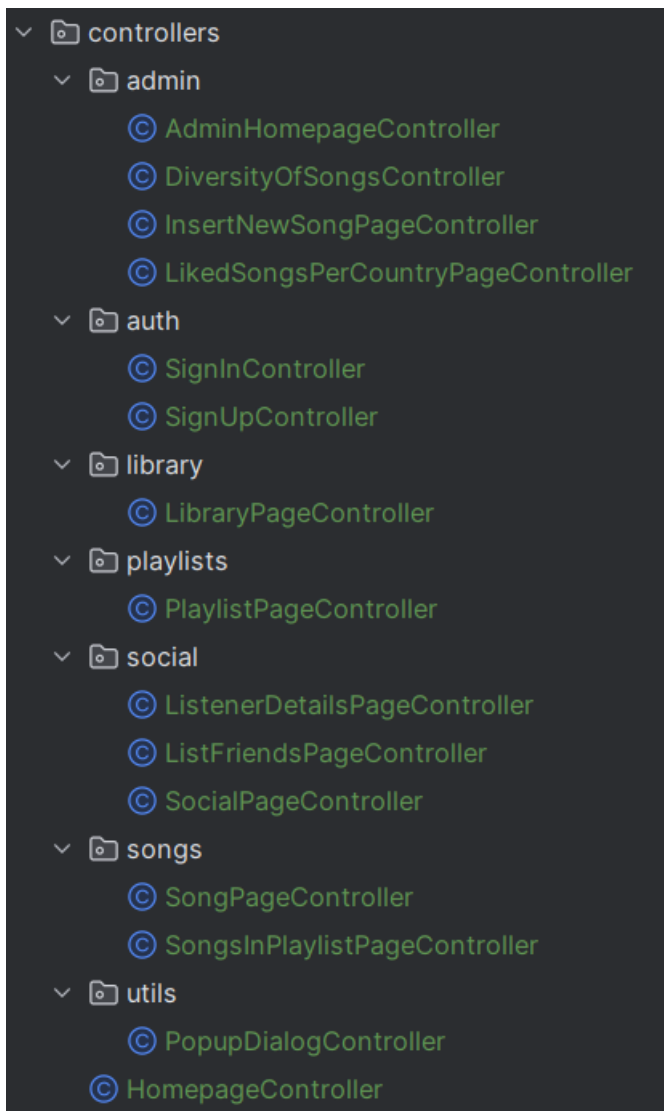 controllers
admin
AdminHomepageController
DiversityOfSongsController
InsertNewSongPageController
LikedSongsPerCountryPageController
auth
SignInController
SignUpController
library
LibraryPageController
playlists
PlaylistPageController
social
ListenerDetailsPageController
ListFriendsPageController
SocialPageController
songs
SongPageController
SongsInPlaylistPageController
utils
PopupDialogController
HomepageController